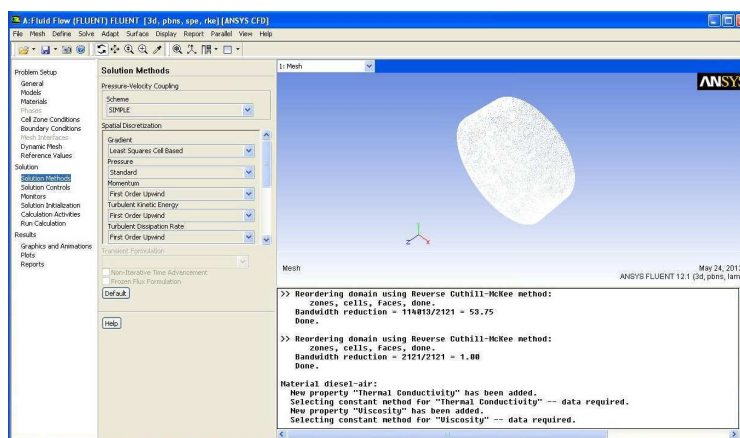 A:Fluid Flow (FLUENT) FLUENT [3d, pbns, spe, rke] [ANSYS CFD]
File Mesh Define Solve Adapt Surface Display Report Parallel View Help
Problem Setup
General
Models
Materials
Phases
Cell Zone Conditions
Boundary Conditions
Mesh Interfaces
Dynamic Mesh
Reference Values
Solution
Solution Methods
Solution Controls
Monitors
Solution Initialization
Calculation Activities
Run Calculation
Results
Graphics and Animations
Plots
Reports
Solution Methods
Pressure-Velocity Coupling
Scheme
SIMPLE
Spatial Discretization
Gradient
Least Squares Cell Based
Pressure
Standard
Momentum
First Order Upwind
Turbulent Kinetic Energy
First Order Upwind
Turbulent Dissipation Rate
First Order Upwind
Transient Formulation
Non-Iterative Time Advancement
Frozen Flux Formulation
Default
Help
1: Mesh
ANSYS
Z X
Mesh
May 24, 201
ANSYS FLUENT 12.1 (3d, pbns, lam
>> Reordering domain using Reverse Cuthill-McKee method:
zones, cells, faces, done.
Bandwidth reduction = 114013/2121 = 53.75
Done.
>> Reordering domain using Reverse Cuthill-McKee method:
zones, cells, faces, done.
Bandwidth reduction = 2121/2121 = 1.00
Done.
Material diesel-air:
New property "Thermal Conductivity" has been added.
Selecting constant method for "Thermal Conductivity" -- data required.
New property "Viscosity" has been added.
Selecting constant method for "Viscosity" -- data required.